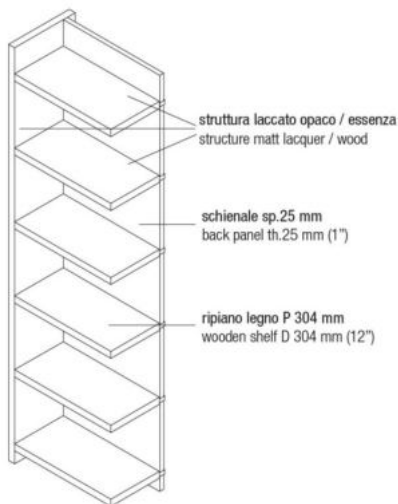 struttura laccato opaco / essenza
structure matt lacquer / wood
schienale sp.25 mm
back panel th.25 mm (1")
ripiano legno P 304 mm
wooden shelf D 304 mm (12")